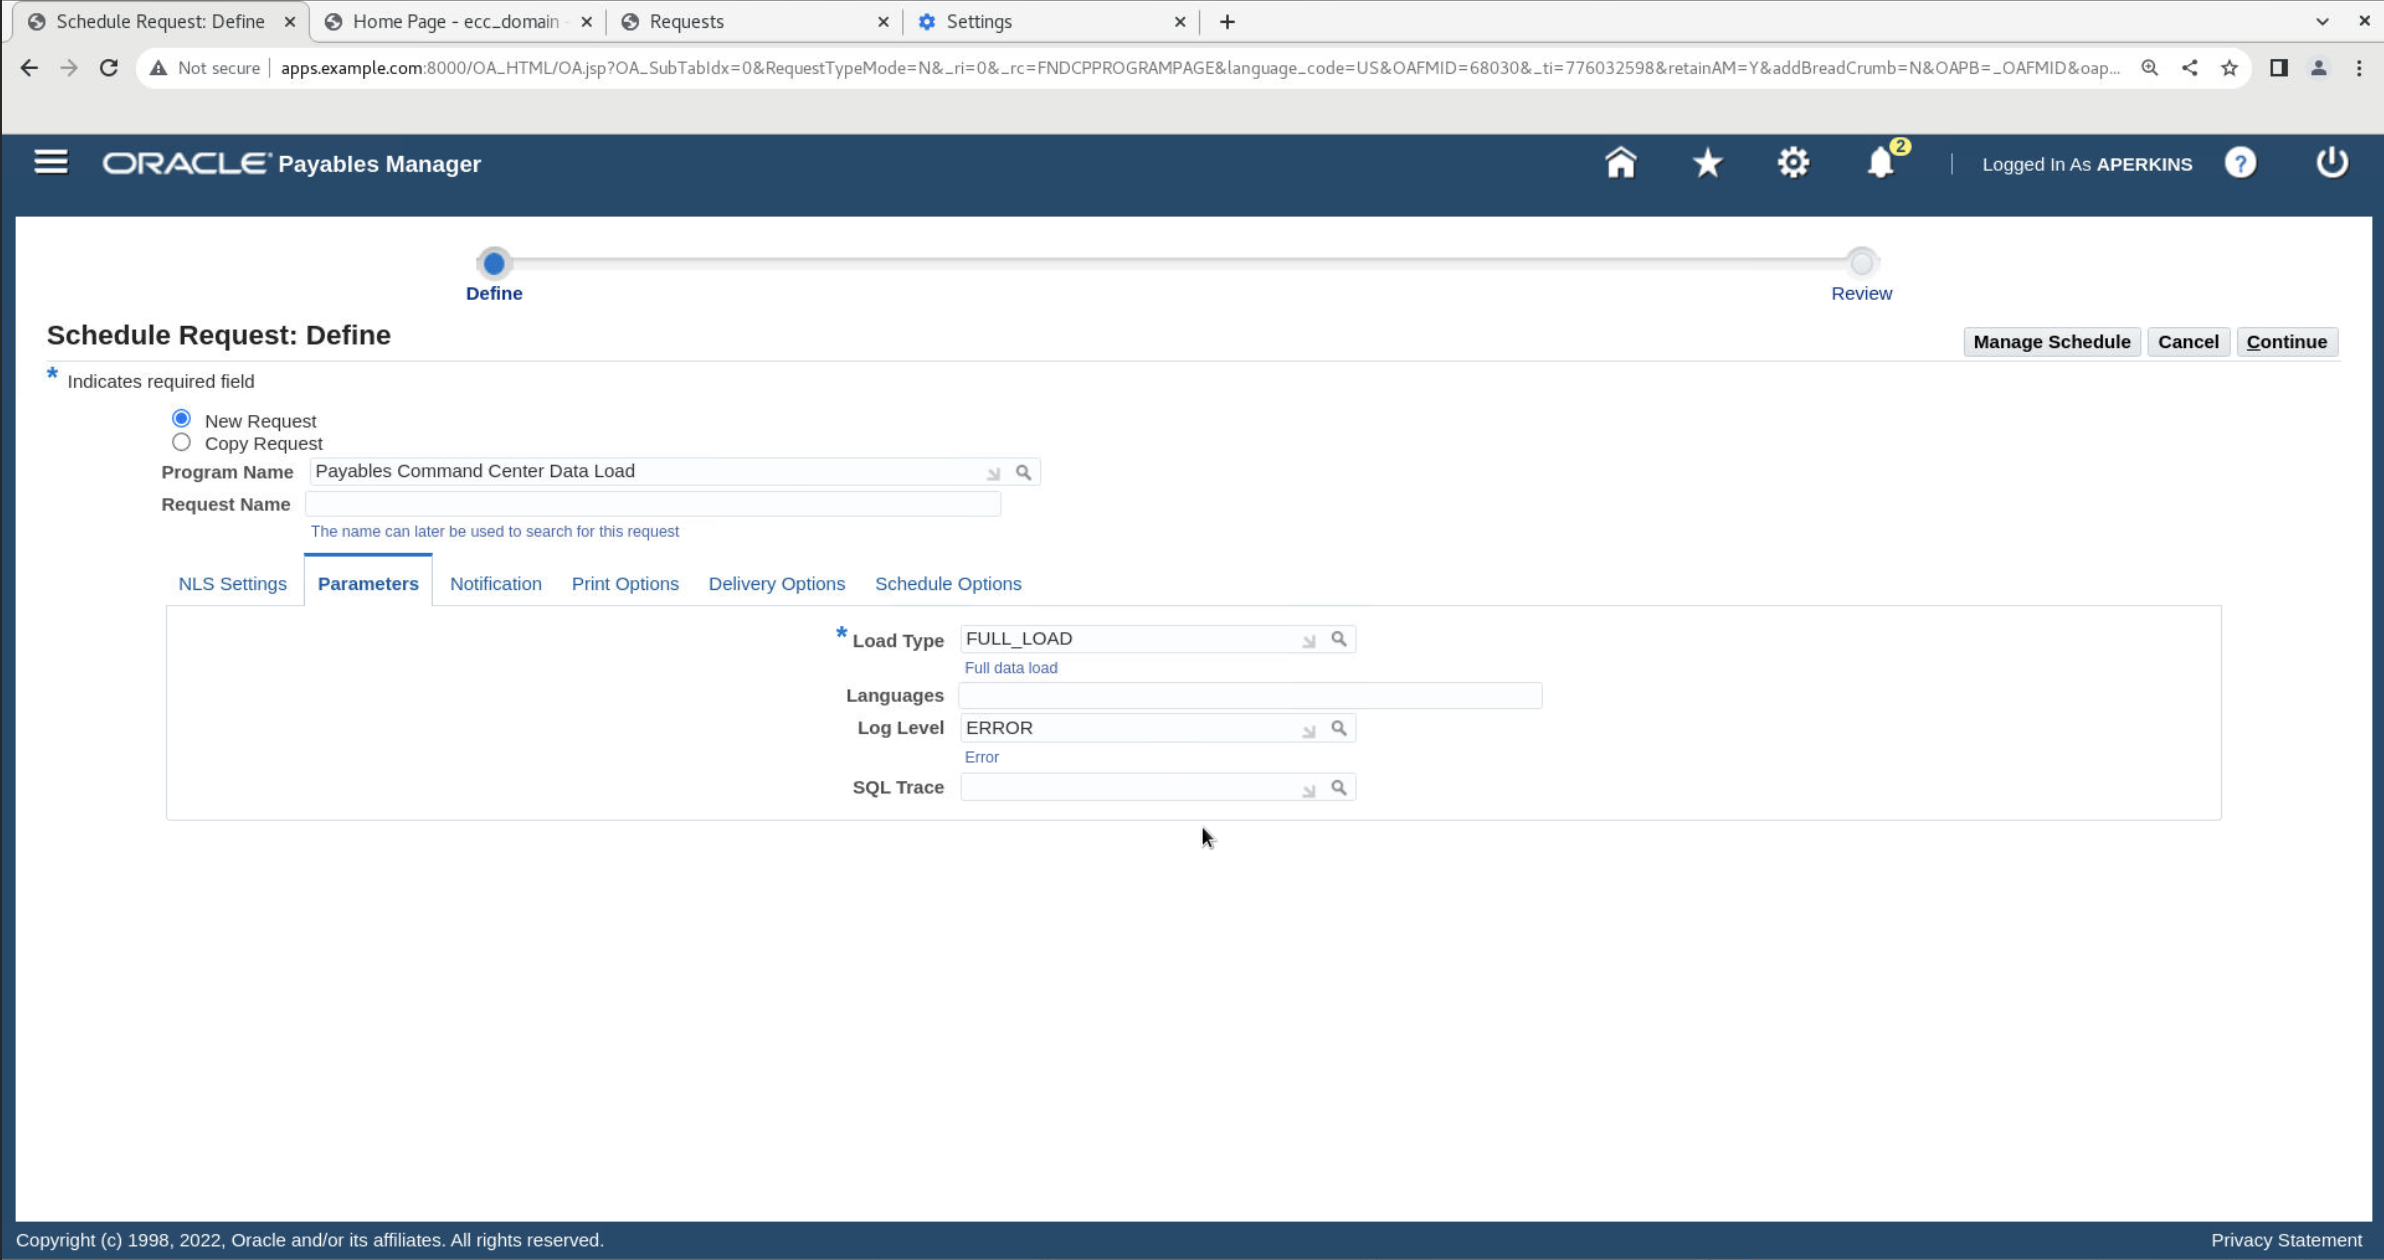 Schedule Request: Define
Home Page - ecc_domain
Requests
Settings
Not secure
apps.example.com:8000/OA_HTML/OA.jsp?OA_SubTabIdx=0&RequestTypeMode=N&_ri=0&_rc=FNDCPPROGRAMPAGE&language_code=US&OAFMID=68030&_ti=776032598&retainAM=Y&addBreadCrumb=N&OAPB=_OAFMID&oap...
ORACLE Payables Manager
2
Logged In As APERKINS
?
Define
Review
Schedule Request: Define
Manage Schedule
Cancel
Continue
* Indicates required field
New Request
Copy Request
Program Name Payables Command Center Data Load
Request Name
The name can later be used to search for this request
NLS Settings
Parameters
Notification
Print Options
Delivery Options
Schedule Options
* Load Type FULL_LOAD
Full data load
Languages
Log Level ERROR
Error
SQL Trace
Copyright (c) 1998, 2022, Oracle and/or its affiliates. All rights reserved.
Privacy Statement